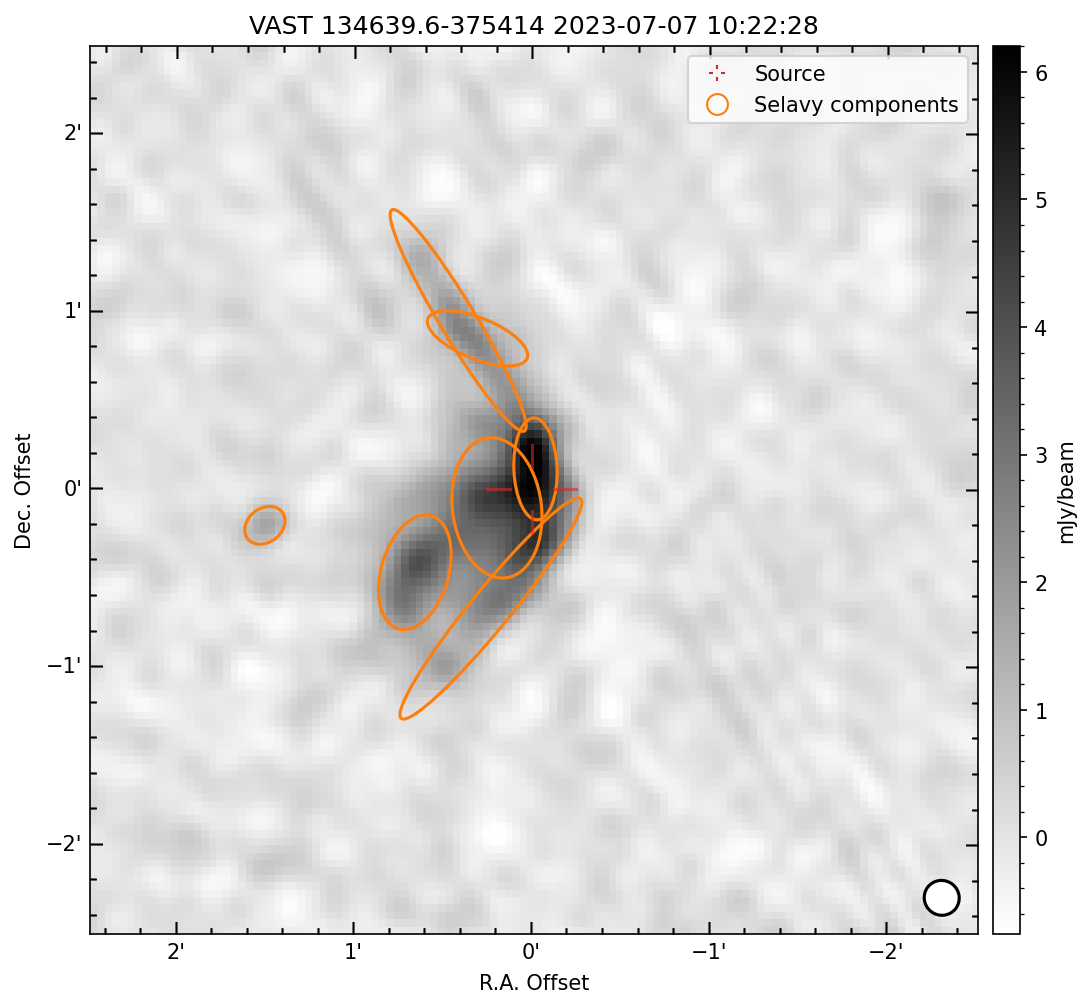 VAST 134639.6-375414 2023-07-07 10:22:28
Source
Selavy components
2'
1'
0'
−1'
−2'
Dec. Offset
2'
1'
0'
−1'
−2'
R.A. Offset
6
5
4
3
2
1
0
mJy/beam